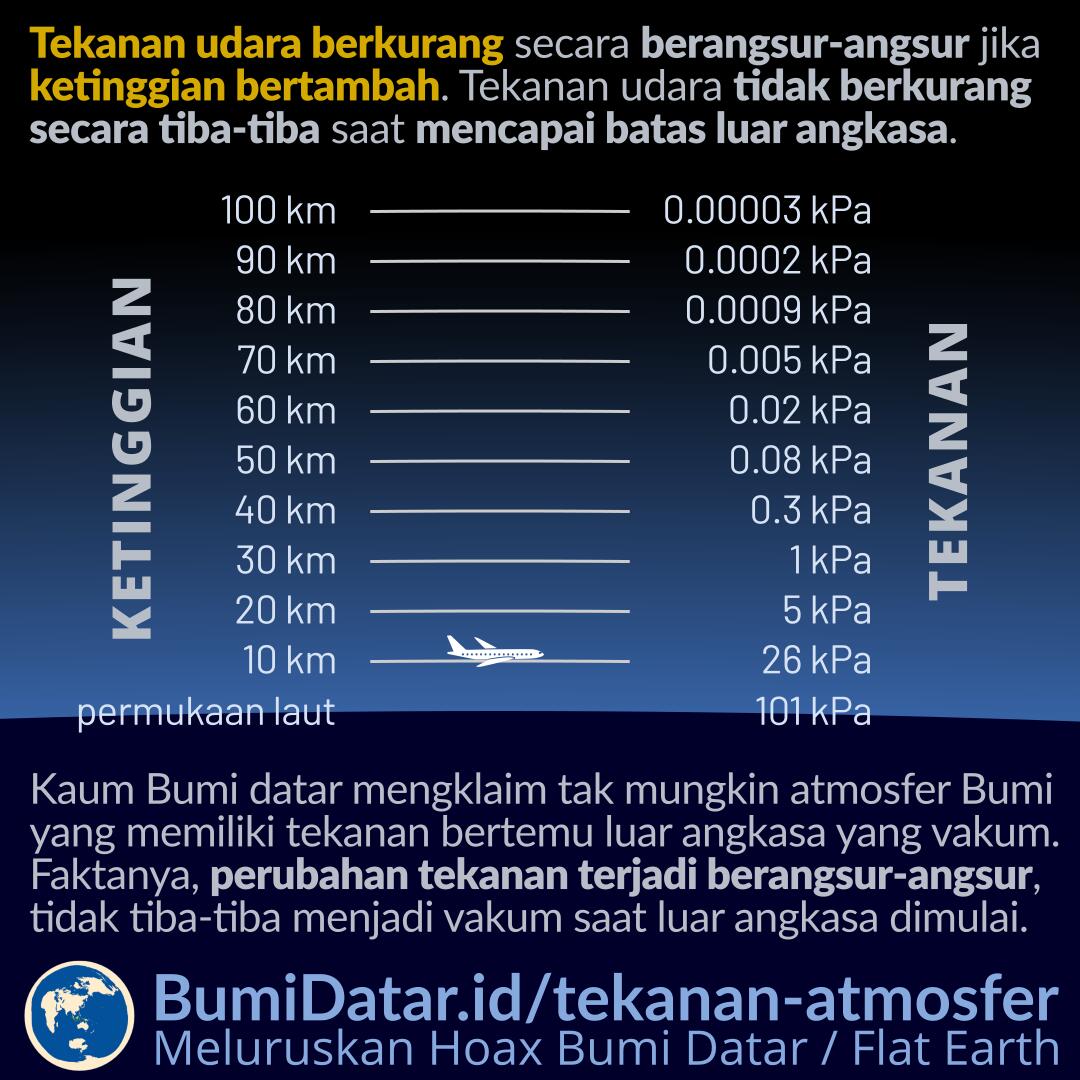 Tekanan udara berkurang secara berangsur-angsur jika
ketinggian bertambah. Tekanan udara tidak berkurang
secara tiba-tiba saat mencapai batas luar angkasa.
KETINGGIAN
TEKANAN
100 km 0.00003 kPa
90 km 0.0002 kPa
80 km 0.0009 kPa
70 km 0.005 kPa
60 km 0.02 kPa
50 km 0.08 kPa
40 km 0.3 kPa
30 km 1 kPa
20 km 5 kPa
10 km 26 kPa
permukaan laut 101 kPa
Kaum Bumi datar mengklaim tak mungkin atmosfer Bumi
yang memiliki tekanan bertemu luar angkasa yang vakum.
Faktanya, perubahan tekanan terjadi berangsur-angsur,
tidak tiba-tiba menjadi vakum saat luar angkasa dimulai.
BumiDatar.id/tekanan-atmosfer
Meluruskan Hoax Bumi Datar / Flat Earth